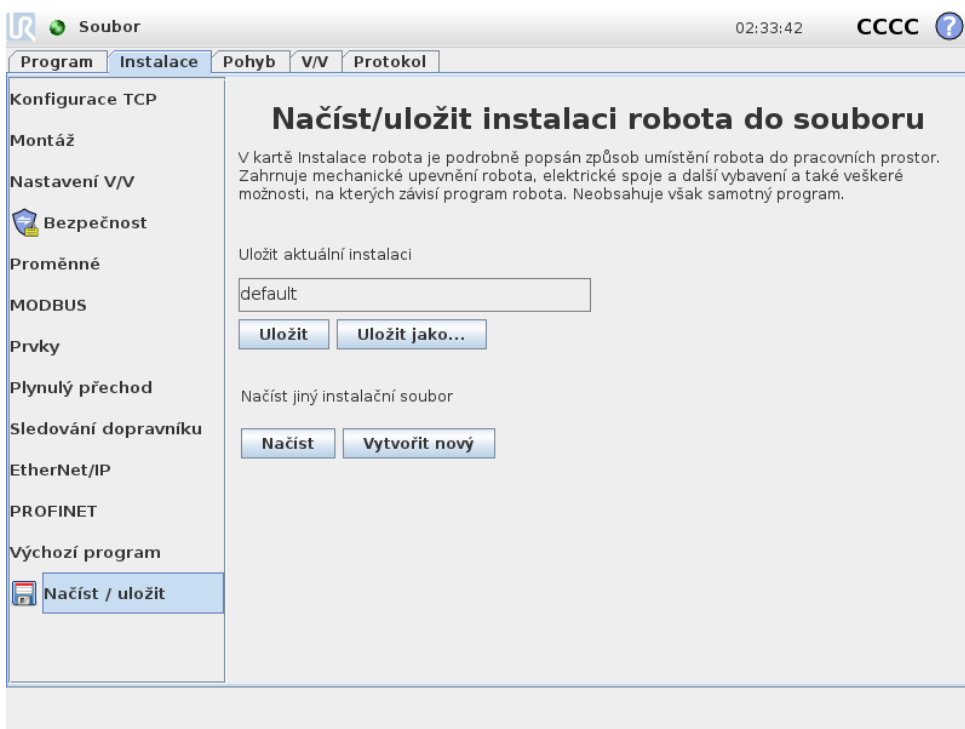 UR Soubor 02:33:42 CCCC ?
Program Instalace Pohyb V/V Protokol
Konfigurace TCP
Montáž
Nastavení V/V
Bezpečnost
Proměnné
MODBUS
Prvky
Plynulý přechod
Sledování dopravníku
EtherNet/IP
PROFINET
Výchozí program
Načíst / uložit
Načíst/uložit instalaci robota do souboru
V kartě Instalace robota je podrobně popsán způsob umístění robota do pracovních prostor.
Zahrnuje mechanické upevnění robota, elektrické spoje a další vybavení a také veškeré
možnosti, na kterých závisí program robota. Neobsahuje však samotný program.
Uložit aktuální instalaci
default
Uložit Uložit jako...
Načíst jiný instalační soubor
Načíst Vytvořit nový